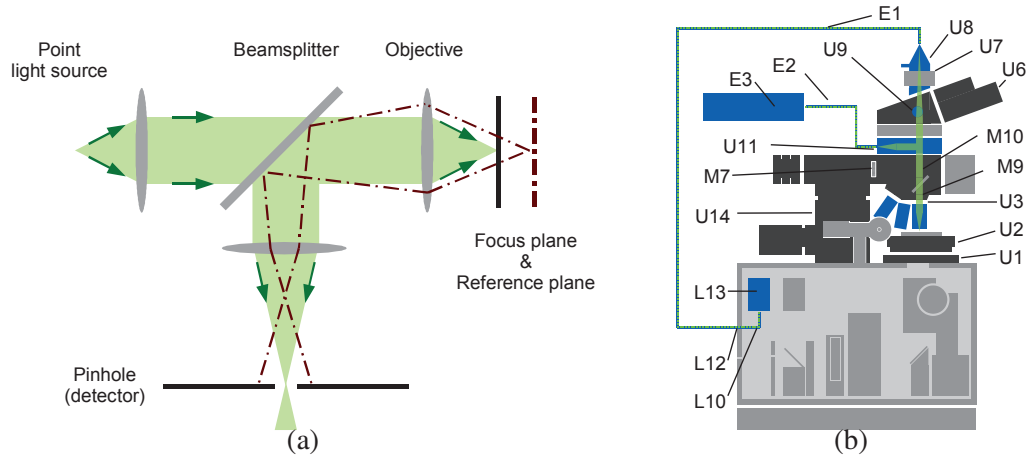 Point
light source
Beamsplitter
Objective
Focus plane
&
Reference plane
Pinhole
(detector)
(a)
E1
U8
U7
U9
U6
E2
E3
U11
M10
M7
M9
U3
U14
U2
U1
L13
L12
L10
(b)